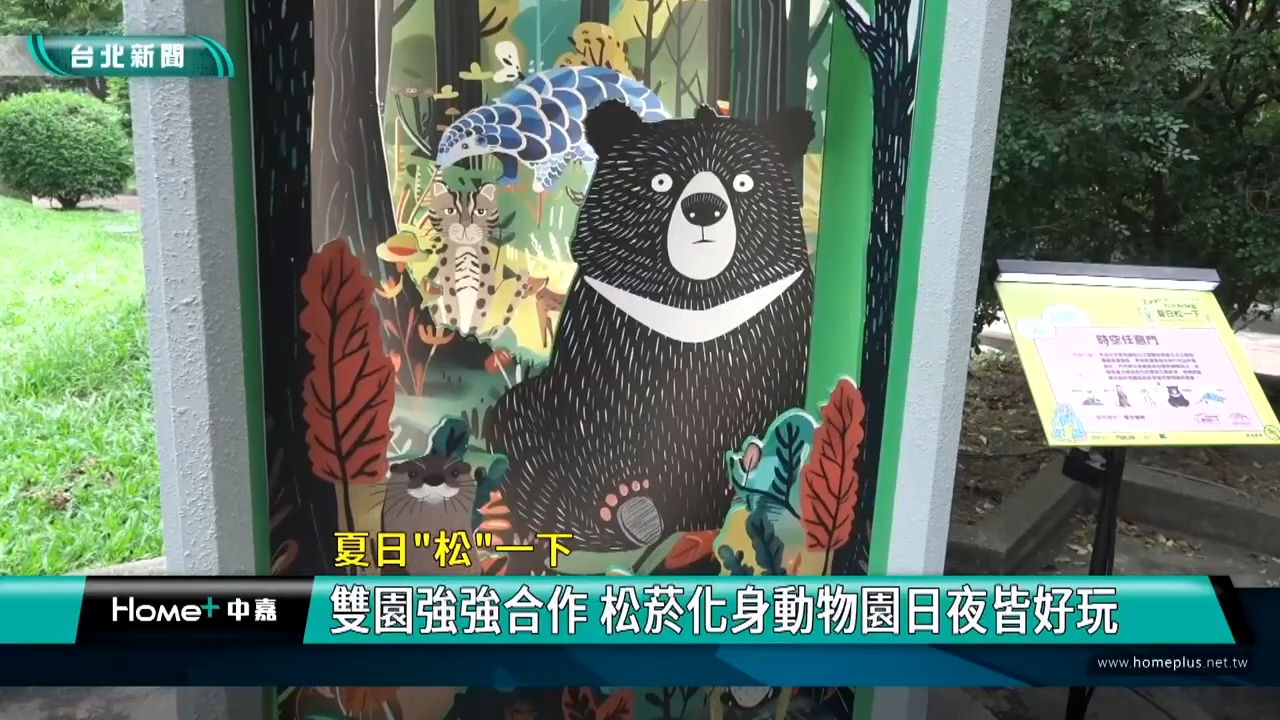 台北新聞
夏日松一下
時空任意門
夏日"松"一下
Home+中嘉
雙園強強合作 松菸化身動物園日夜皆好玩
www.homeplus.net.tw